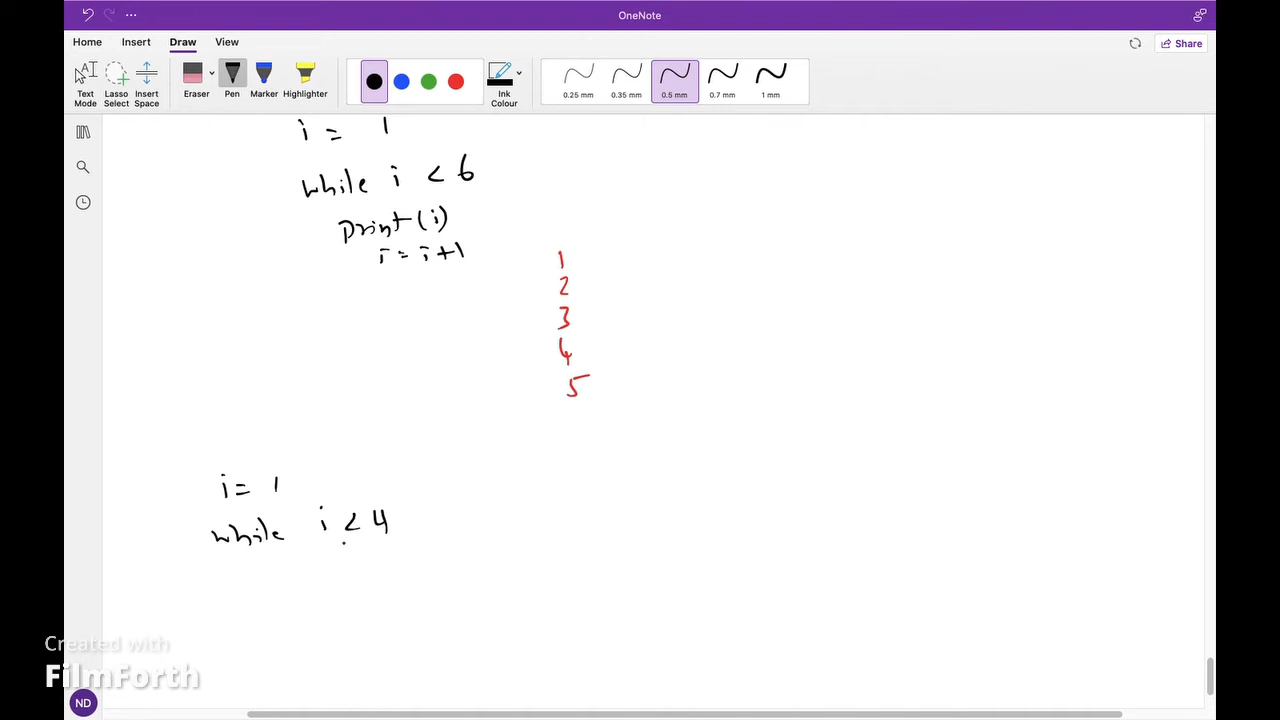 OneNote
Home Insert Draw View
Share
Text Mode
Lasso Select
Insert Space
Eraser
Pen
Marker
Highlighter
Ink Colour
0.25 mm
0.35 mm
0.5 mm
0.7 mm
1 mm
i = 1
while i < 6
print(i)
i = i+1
1
2
3
4
5
i = 1
while i < 4
Created with
FilmForth
ND